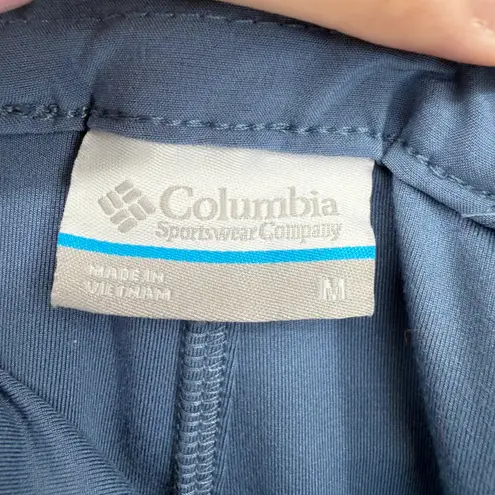 Columbia
Sportswear Company
MADE IN
VIETNAM
M